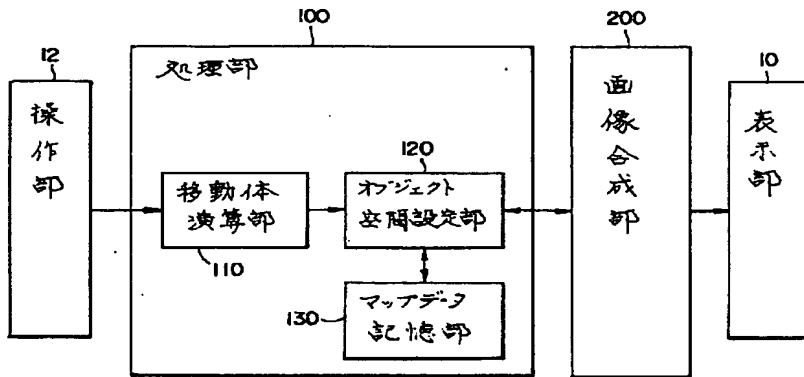 12
操作部
100
処理部
移動体
演算部
110
120
オブジェクト
空間設定部
130
マップデータ
記憶部
200
画像合成部
10
表示部